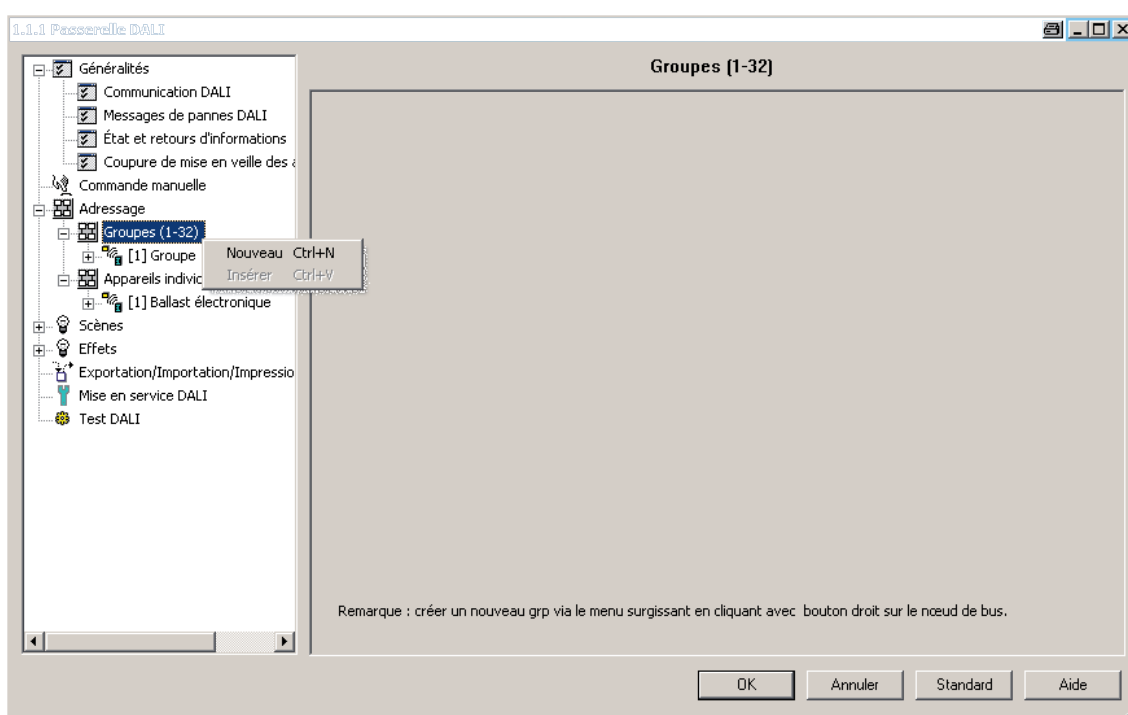 1.1.1 Passerelle DALI
Groupes (1-32)
Généralités
Communication DALI
Messages de pannes DALI
État et retours d'informations
Coupure de mise en veille des
Commande manuelle
Adressage
Groupes (1-32)
[1] Groupe
Appareils
[1] Ballast électronique
Scènes
Effets
Exportation/Importation/Impressio
Mise en service DALI
Test DALI
Nouveau Ctrl+N
Insérer Ctrl+V
Remarque : créer un nouveau grp via le menu surgissant en cliquant avec bouton droit sur le nœud de bus.
OK Annuler Standard Aide